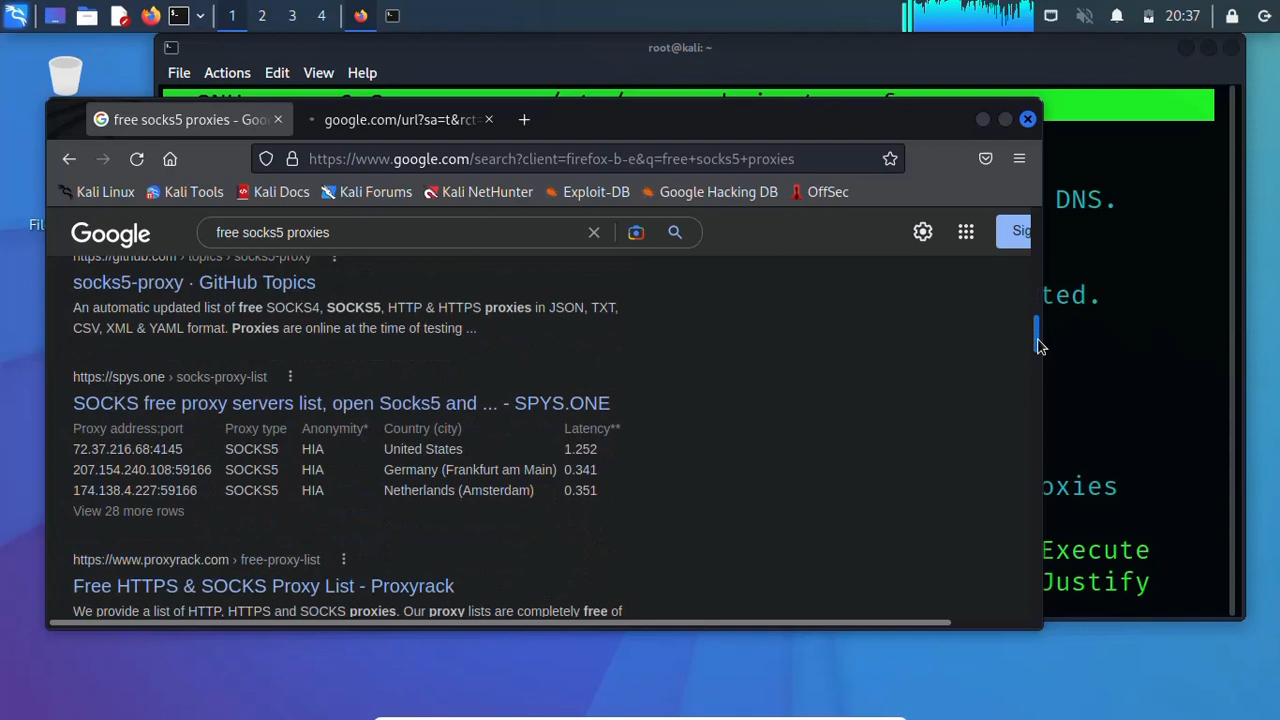 1 2 3 4 20:37
root@kali: ~
File Actions Edit View Help
free socks5 proxies - Goo
google.com/url?sa=t&rct=
https://www.google.com/search?client=firefox-b-e&q=free+socks5+proxies
Kali Linux Kali Tools Kali Docs Kali Forums Kali NetHunter Exploit-DB Google Hacking DB OffSec
DNS.
Google
free socks5 proxies
Sig
Fil
https://github.com › topics › socks5-proxy
socks5-proxy · GitHub Topics
ted.
An automatic updated list of free SOCKS4, SOCKS5, HTTP & HTTPS proxies in JSON, TXT,
CSV, XML & YAML format. Proxies are online at the time of testing ...
https://spys.one › socks-proxy-list
SOCKS free proxy servers list, open Socks5 and ... - SPYS.ONE
Proxy address:port Proxy type Anonymity* Country (city) Latency**
72.37.216.68:4145 SOCKS5 HIA United States 1.252
207.154.240.108:59166 SOCKS5 HIA Germany (Frankfurt am Main) 0.341
174.138.4.227:59166 SOCKS5 HIA Netherlands (Amsterdam) 0.351
oxies
View 28 more rows
https://www.proxyrack.com › free-proxy-list
Execute
Free HTTPS & SOCKS Proxy List - Proxyrack
Justify
We provide a list of HTTP, HTTPS and SOCKS proxies. Our proxy lists are completely free of